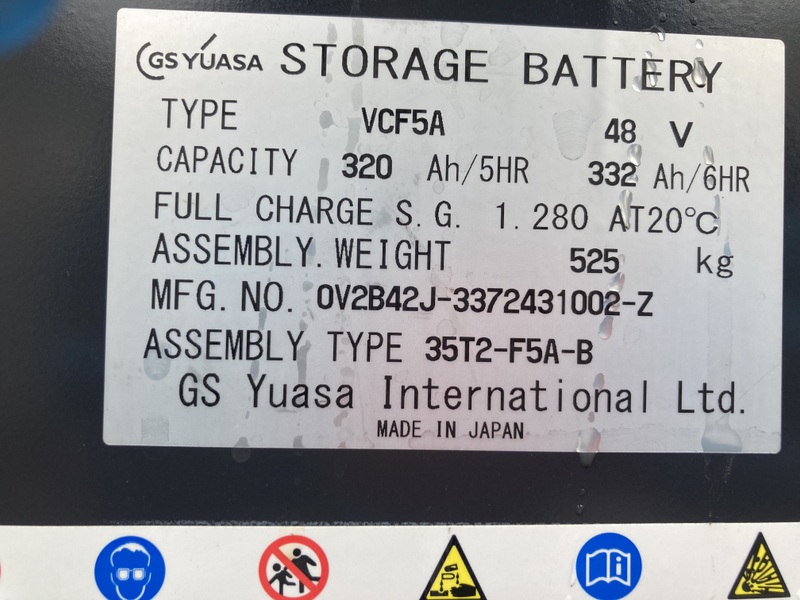 GS YUASA STORAGE BATTERY
TYPE VCF5A 48 V
CAPACITY 320 Ah/5HR 332 Ah/6HR
FULL CHARGE S.G. 1.280 AT20℃
ASSEMBLY.WEIGHT 525 kg
MFG.NO. 0V2B42J-3372431002-Z
ASSEMBLY TYPE 35T2-F5A-B
GS Yuasa International Ltd.
MADE IN JAPAN